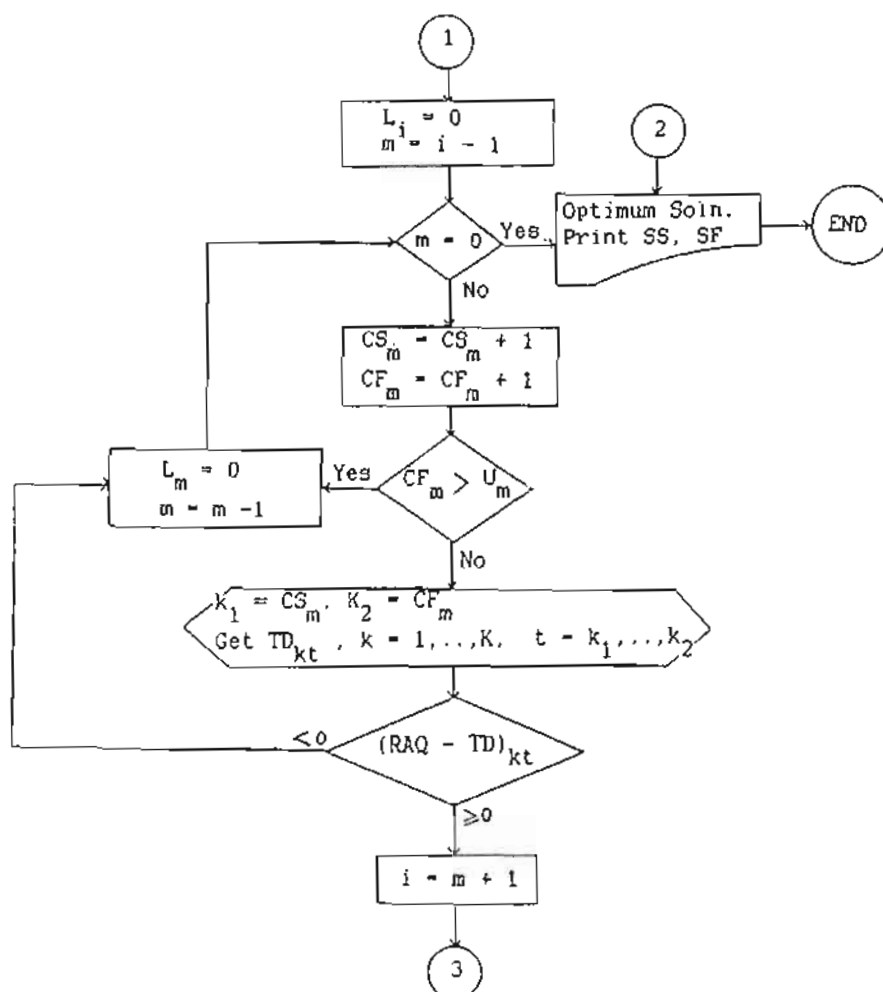 1
L_i = 0
m = i - 1
2
Optimum Soln.
Print SS, SF
END
m = 0
Yes
No
CS_m = CS_m + 1
CF_m = CF_m + 1
L_m = 0
m = m -1
Yes
CF_m > U_m
No
k_1 = CS_m, K_2 = CF_m
Get TD_kt , k = 1,..,K, t = k_1,..,k_2
<0
(RAQ - TD)_kt
≥0
i = m + 1
3